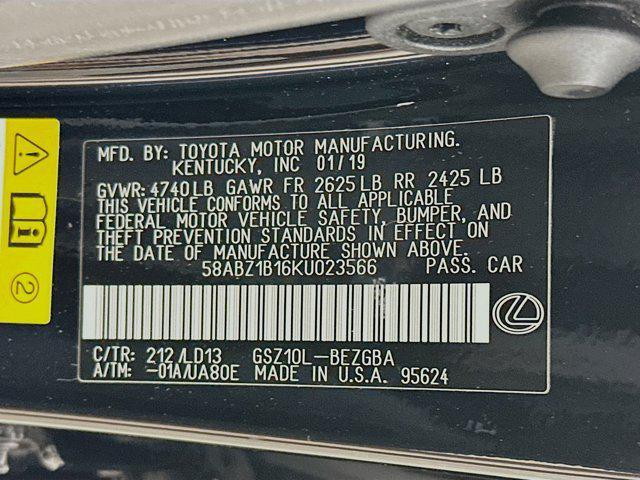 MFD. BY: TOYOTA MOTOR MANUFACTURING.
KENTUCKY, INC 01/19
GVWR: 4740 LB GAWR FR 2625 LB RR 2425 LB
THIS VEHICLE CONFORMS TO ALL APPLICABLE
FEDERAL MOTOR VEHICLE SAFETY, BUMPER, AND
THEFT PREVENTION STANDARDS IN EFFECT ON
THE DATE OF MANUFACTURE SHOWN ABOVE.
58ABZ1B16KU023566 PASS. CAR
C/TR: 212/LD13 GSZ10L-BEZGBA
A/TM: -01A/UA80E MADE IN U.S.A. 95624
2